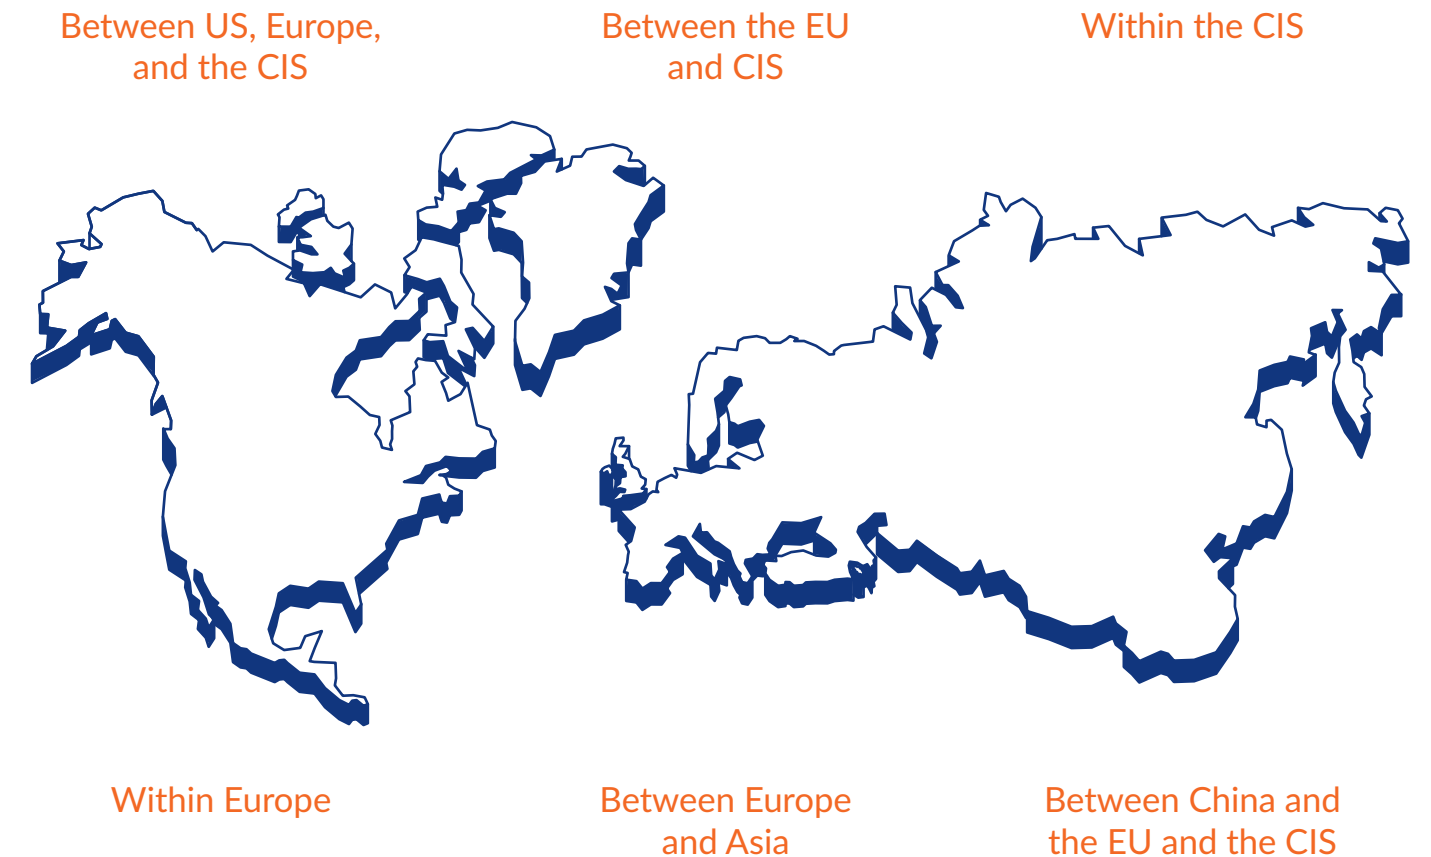 Between US, Europe,
and the CIS
Between the EU
and CIS
Within the CIS
Within Europe
Between Europe
and Asia
Between China and
the EU and the CIS